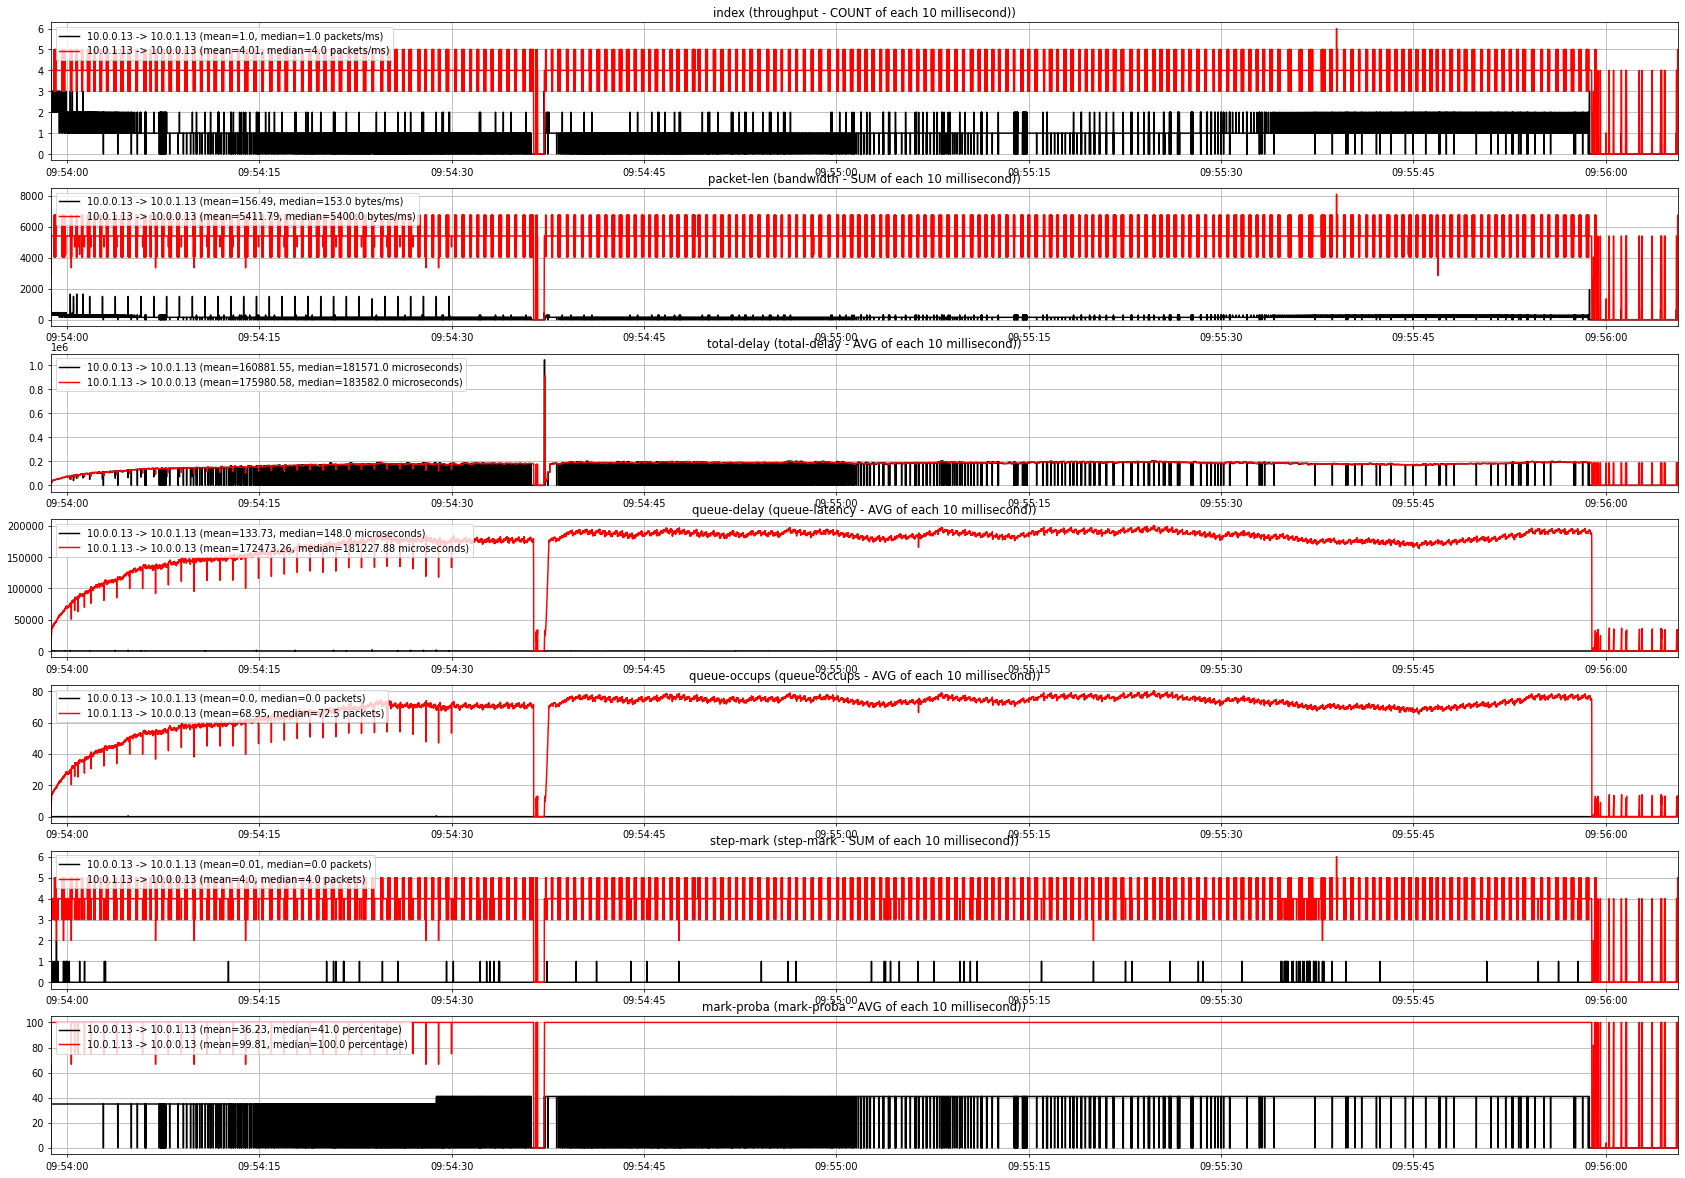 index (throughput - COUNT of each 10 millisecond))
10.0.0.13 -> 10.0.1.13 (mean=1.0, median=1.0 packets/ms)
10.0.1.13 -> 10.0.0.13 (mean=4.01, median=4.0 packets/ms)
6
5
4
3
2
1
0
09:54:00 09:54:15 09:54:30 09:54:45 09:55:00 09:55:15 09:55:30 09:55:45 09:56:00
packet-len (bandwidth - SUM of each 10 millisecond))
10.0.0.13 -> 10.0.1.13 (mean=156.49, median=153.0 bytes/ms)
10.0.1.13 -> 10.0.0.13 (mean=5411.79, median=5400.0 bytes/ms)
8000
6000
4000
2000
0
09:54:00 09:54:15 09:54:30 09:54:45 09:55:00 09:55:15 09:55:30 09:55:45 09:56:00
total-delay (total-delay - AVG of each 10 millisecond))
1e6
10.0.0.13 -> 10.0.1.13 (mean=160881.55, median=181571.0 microseconds)
10.0.1.13 -> 10.0.0.13 (mean=175980.58, median=183582.0 microseconds)
1.0
0.8
0.6
0.4
0.2
0.0
09:54:00 09:54:15 09:54:30 09:54:45 09:55:00 09:55:15 09:55:30 09:55:45 09:56:00
queue-delay (queue-latency - AVG of each 10 millisecond))
10.0.0.13 -> 10.0.1.13 (mean=133.73, median=148.0 microseconds)
10.0.1.13 -> 10.0.0.13 (mean=172473.26, median=181227.88 microseconds)
200000
150000
100000
50000
0
09:54:00 09:54:15 09:54:30 09:54:45 09:55:00 09:55:15 09:55:30 09:55:45 09:56:00
queue-occups (queue-occups - AVG of each 10 millisecond))
10.0.0.13 -> 10.0.1.13 (mean=0.0, median=0.0 packets)
10.0.1.13 -> 10.0.0.13 (mean=68.95, median=72.5 packets)
80
60
40
20
0
09:54:00 09:54:15 09:54:30 09:54:45 09:55:00 09:55:15 09:55:30 09:55:45 09:56:00
step-mark (step-mark - SUM of each 10 millisecond))
10.0.0.13 -> 10.0.1.13 (mean=0.01, median=0.0 packets)
10.0.1.13 -> 10.0.0.13 (mean=4.0, median=4.0 packets)
6
5
4
3
2
1
0
09:54:00 09:54:15 09:54:30 09:54:45 09:55:00 09:55:15 09:55:30 09:55:45 09:56:00
mark-proba (mark-proba - AVG of each 10 millisecond))
10.0.0.13 -> 10.0.1.13 (mean=36.23, median=41.0 percentage)
10.0.1.13 -> 10.0.0.13 (mean=99.81, median=100.0 percentage)
100
80
60
40
20
0
09:54:00 09:54:15 09:54:30 09:54:45 09:55:00 09:55:15 09:55:30 09:55:45 09:56:00